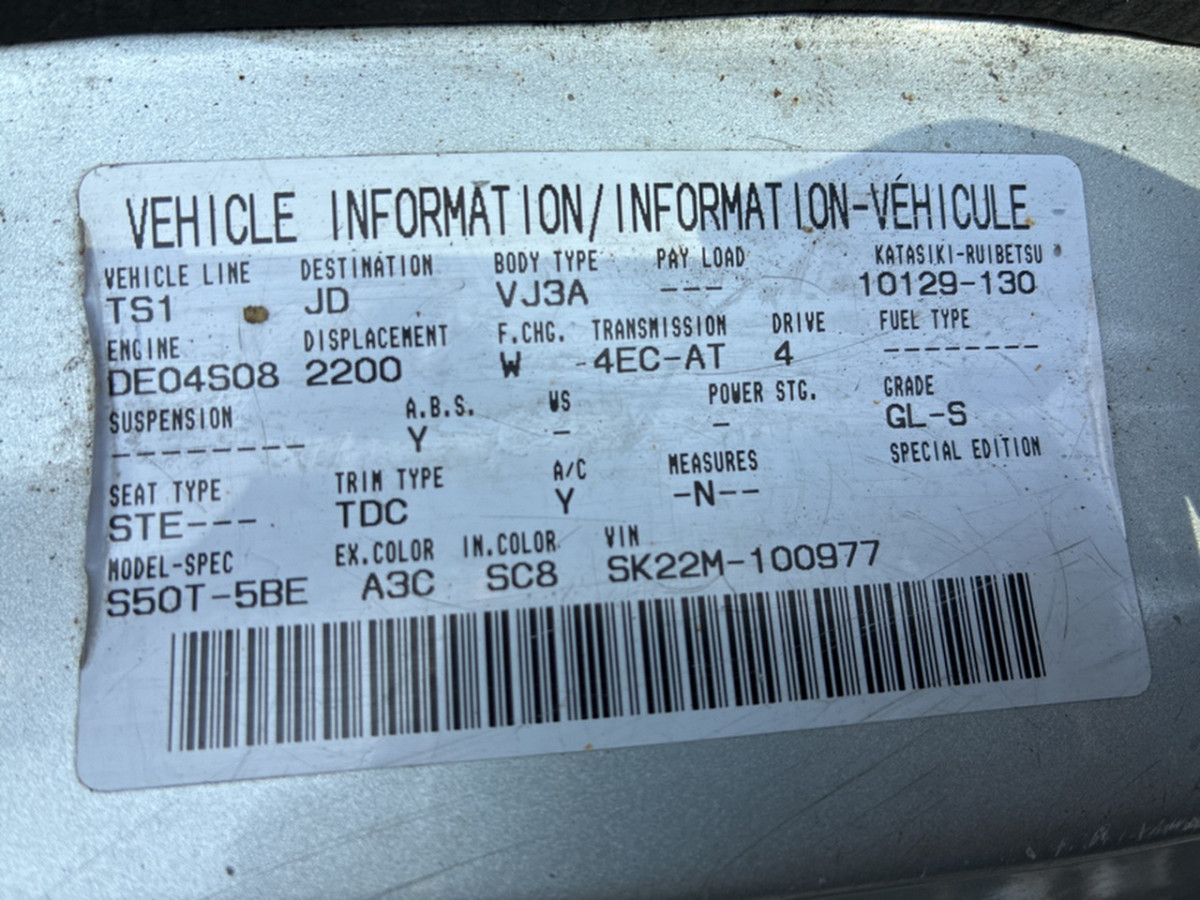 VEHICLE INFORMATION/INFORMATION-VÉHICULE
VEHICLE LINE DESTINATION BODY TYPE PAY LOAD KATASIKI-RUIBETSU
TS1 JD VJ3A --- 10129-130
ENGINE DISPLACEMENT F.CHG. TRANSMISSION DRIVE FUEL TYPE
DE04S08 2200 W -4EC-AT 4 --------
SUSPENSION A.B.S. WS POWER STG. GRADE
--------- Y - - GL-S
SEAT TYPE TRIM TYPE A/C MEASURES SPECIAL EDITION
STE--- TDC Y -N--
MODEL-SPEC EX.COLOR IN.COLOR VIN
S50T-5BE A3C SC8 SK22M-100977